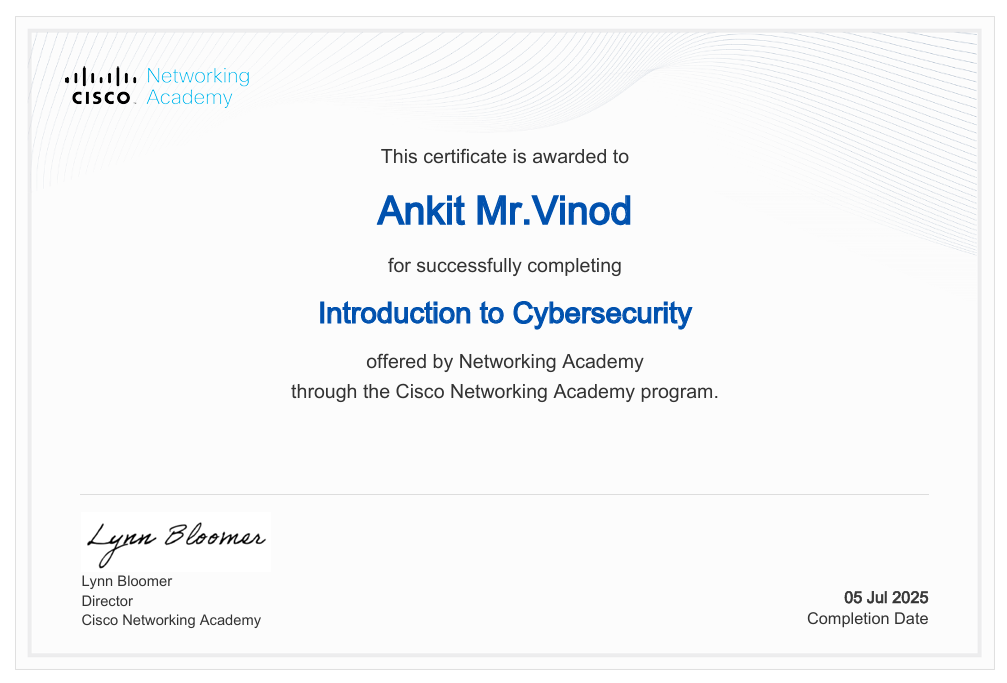 Networking
CISCO. Academy
This certificate is awarded to
Ankit Mr.Vinod
for successfully completing
Introduction to Cybersecurity
offered by Networking Academy
through the Cisco Networking Academy program.
Lynn Bloomer
Lynn Bloomer
Director
Cisco Networking Academy
05 Jul 2025
Completion Date